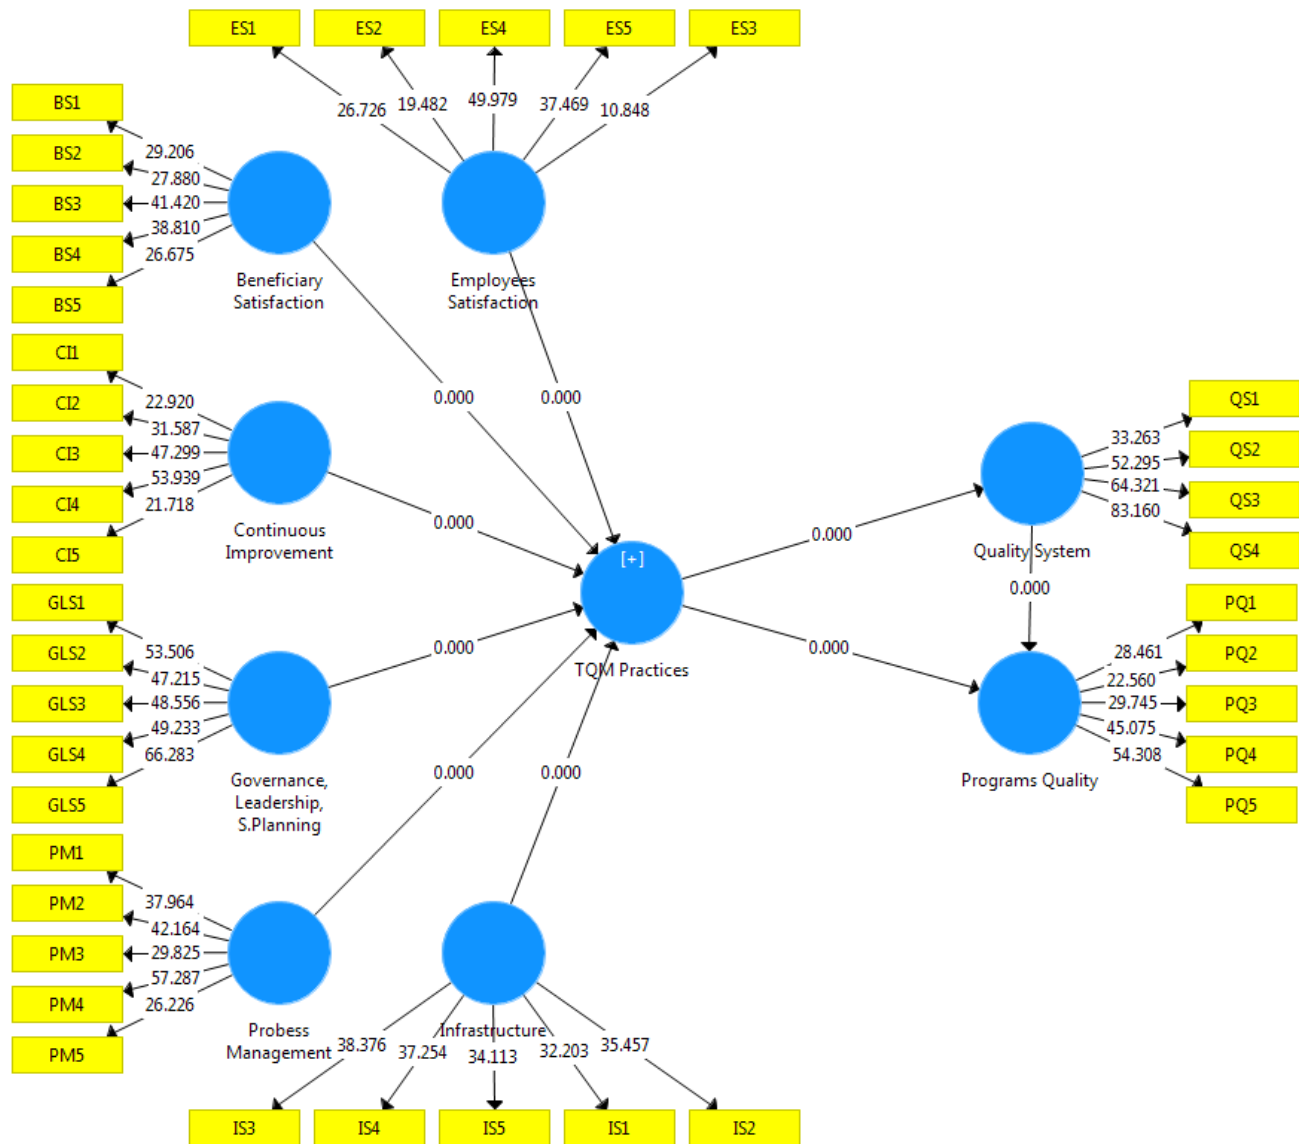 ES1
ES2
ES4
ES5
ES3
26.726
19.482
49.979
37.469
10.848
BS1
BS2
BS3
BS4
BS5
29.206
27.880
41.420
38.810
26.675
Beneficiary
Satisfaction
Employees
Satisfaction
0.000
0.000
CI1
CI2
CI3
CI4
CI5
22.920
31.587
47.299
53.939
21.718
Continuous
Improvement
0.000
GLS1
GLS2
GLS3
GLS4
GLS5
53.506
47.215
48.556
49.233
66.283
Governance,
Leadership,
S.Planning
0.000
[+]
TQM Practices
0.000
0.000
Quality System
0.000
QS1
QS2
QS3
QS4
33.263
52.295
64.321
83.160
Programs Quality
PQ1
PQ2
PQ3
PQ4
PQ5
28.461
22.560
29.745
45.075
54.308
PM1
PM2
PM3
PM4
PM5
37.964
42.164
29.825
57.287
26.226
Probess
Management
0.000
0.000
Infrastructure
38.376
37.254
34.113
32.203
35.457
IS3
IS4
IS5
IS1
IS2